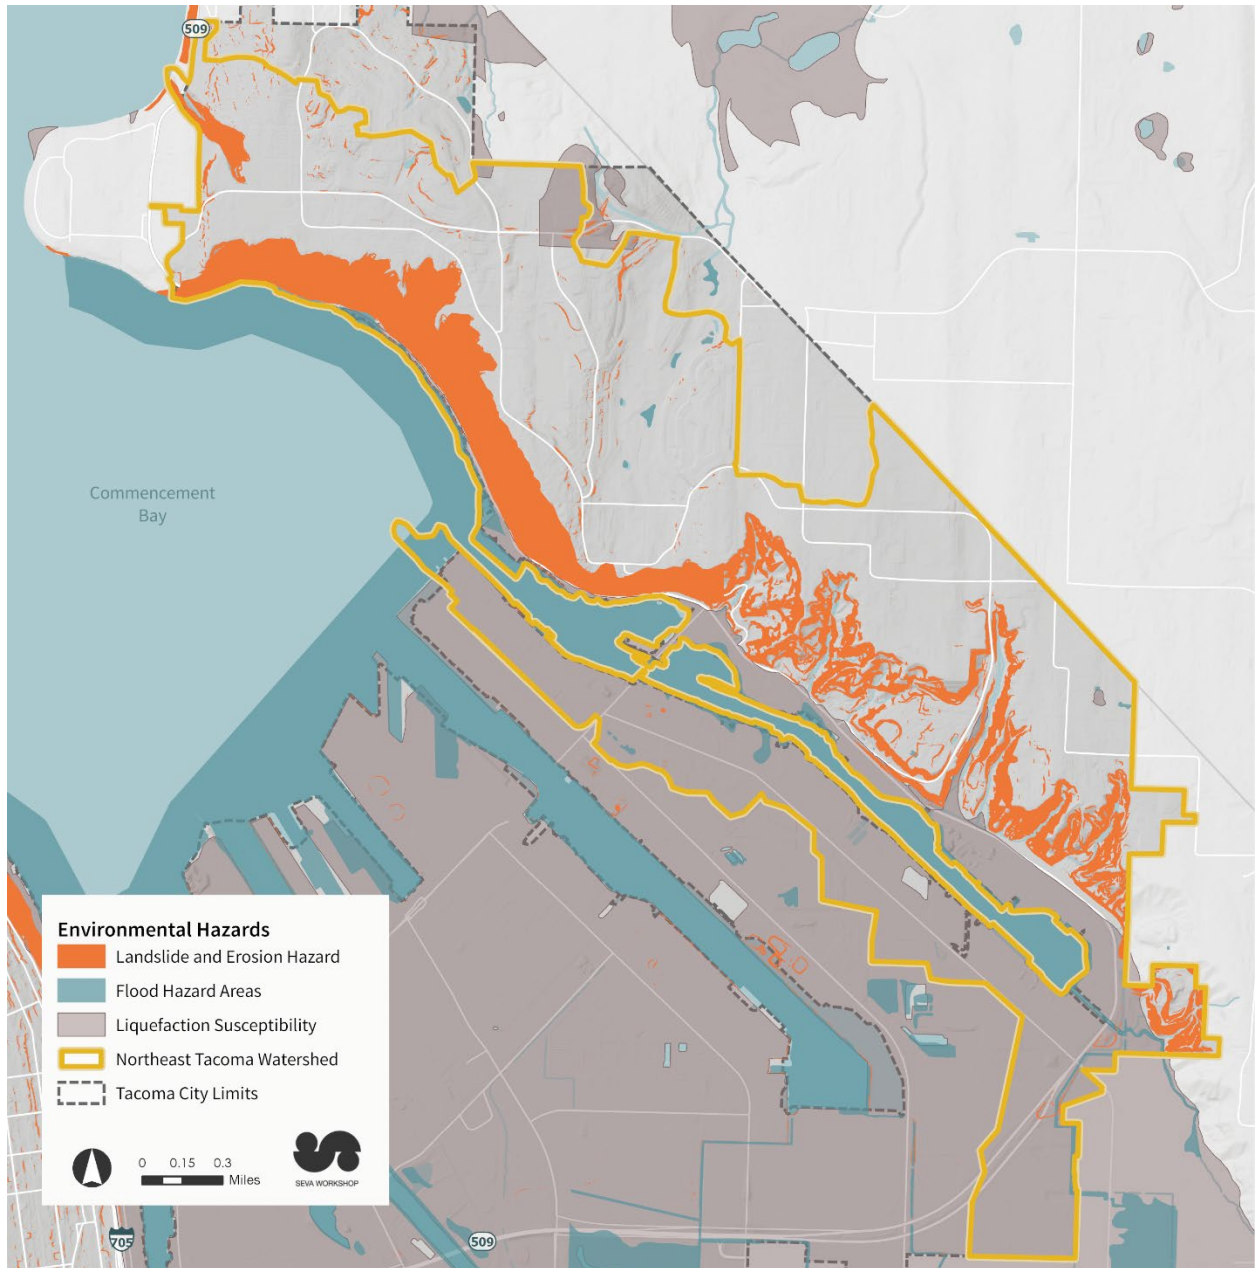 509
Commencement
Bay
Environmental Hazards
Landslide and Erosion Hazard
Flood Hazard Areas
Liquefaction Susceptibility
Northeast Tacoma Watershed
Tacoma City Limits
0 0.15 0.3
Miles
SEVA WORKSHOP
705
509